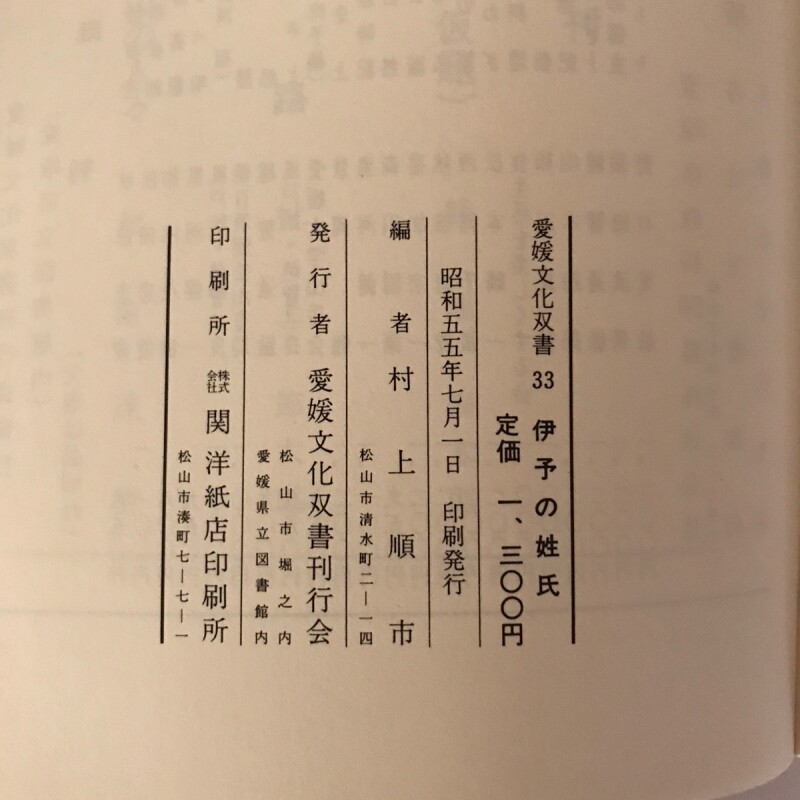 愛媛文化双書 33 伊予の姓氏
定価 一、三〇〇円
昭和五五年七月一日 印刷発行
編者 村上順市
松山市清水町二―一四
発行者 愛媛文化双書刊行会
松山市堀之内
愛媛県立図書館内
印刷所 株式会社 関洋紙店印刷所
松山市湊町七―七―一